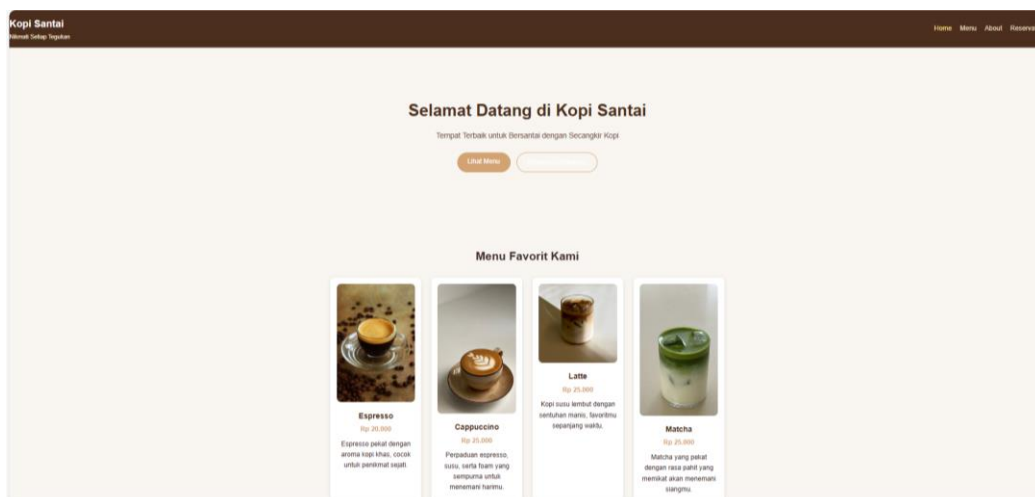 Kopi Santai
Nikmati Setiap Tegukan
Home Menu About
Selamat Datang di Kopi Santai
Tempat Terbaik untuk Bersantai dengan Secangkir Kopi
Lihat Menu
Menu Favorit Kami
Espresso
Rp 20.000
Espresso pekat dengan
aroma kopi khas, cocok
untuk penikmat sejati.
Cappuccino
Rp 25.000
Perpaduan espresso,
susu, serta foam yang
sempurna untuk
menemani harimu.
Latte
Rp 25.000
Kopi susu lembut dengan
sentuhan manis, favoritmu
sepanjang waktu.
Matcha
Rp 25.000
Matcha yang pekat
dengan rasa pahit yang
memikat akan menemani
siangmu.